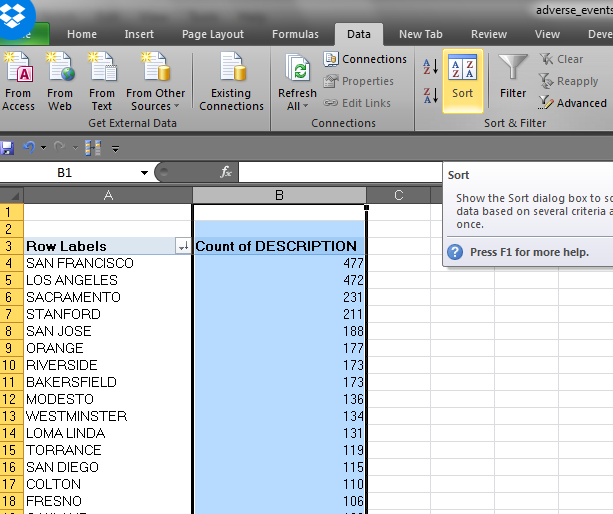 adverse_events
Home Insert Page Layout Formulas Data New Tab Review View Deve
From Access
From Web
From Text
From Other Sources
Existing Connections
Get External Data
Refresh All
Connections
Properties
Edit Links
Connections
Sort
Filter
Clear
Reapply
Advanced
Sort & Filter
B1 fx
Sort
Show the Sort dialog box to so
data based on several criteria a
once.
Press F1 for more help.
A B C
1
2
3 Row Labels Count of DESCRIPTION
4 SAN FRANCISCO 477
5 LOS ANGELES 472
6 SACRAMENTO 231
7 STANFORD 211
8 SAN JOSE 188
9 ORANGE 177
10 RIVERSIDE 173
11 BAKERSFIELD 173
12 MODESTO 136
13 WESTMINSTER 134
14 LOMA LINDA 131
15 TORRANCE 119
16 SAN DIEGO 115
17 COLTON 110
18 FRESNO 106